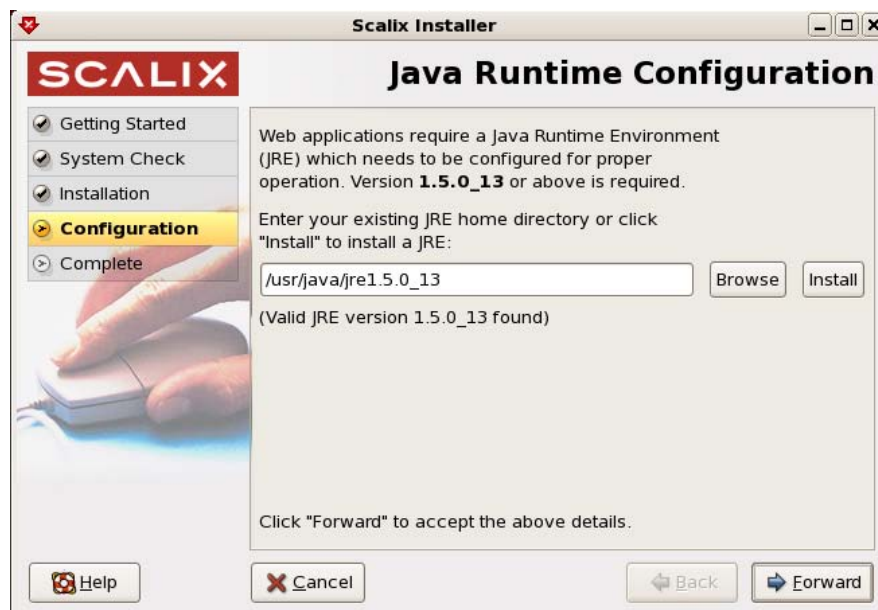 Scalix Installer
SCALIX
Java Runtime Configuration
Getting Started
System Check
Installation
Configuration
Complete
Web applications require a Java Runtime Environment
(JRE) which needs to be configured for proper
operation. Version 1.5.0_13 or above is required.
Enter your existing JRE home directory or click
"Install" to install a JRE:
/usr/java/jre1.5.0_13
Browse
Install
(Valid JRE version 1.5.0_13 found)
Click "Forward" to accept the above details.
Help
Cancel
Back
Forward